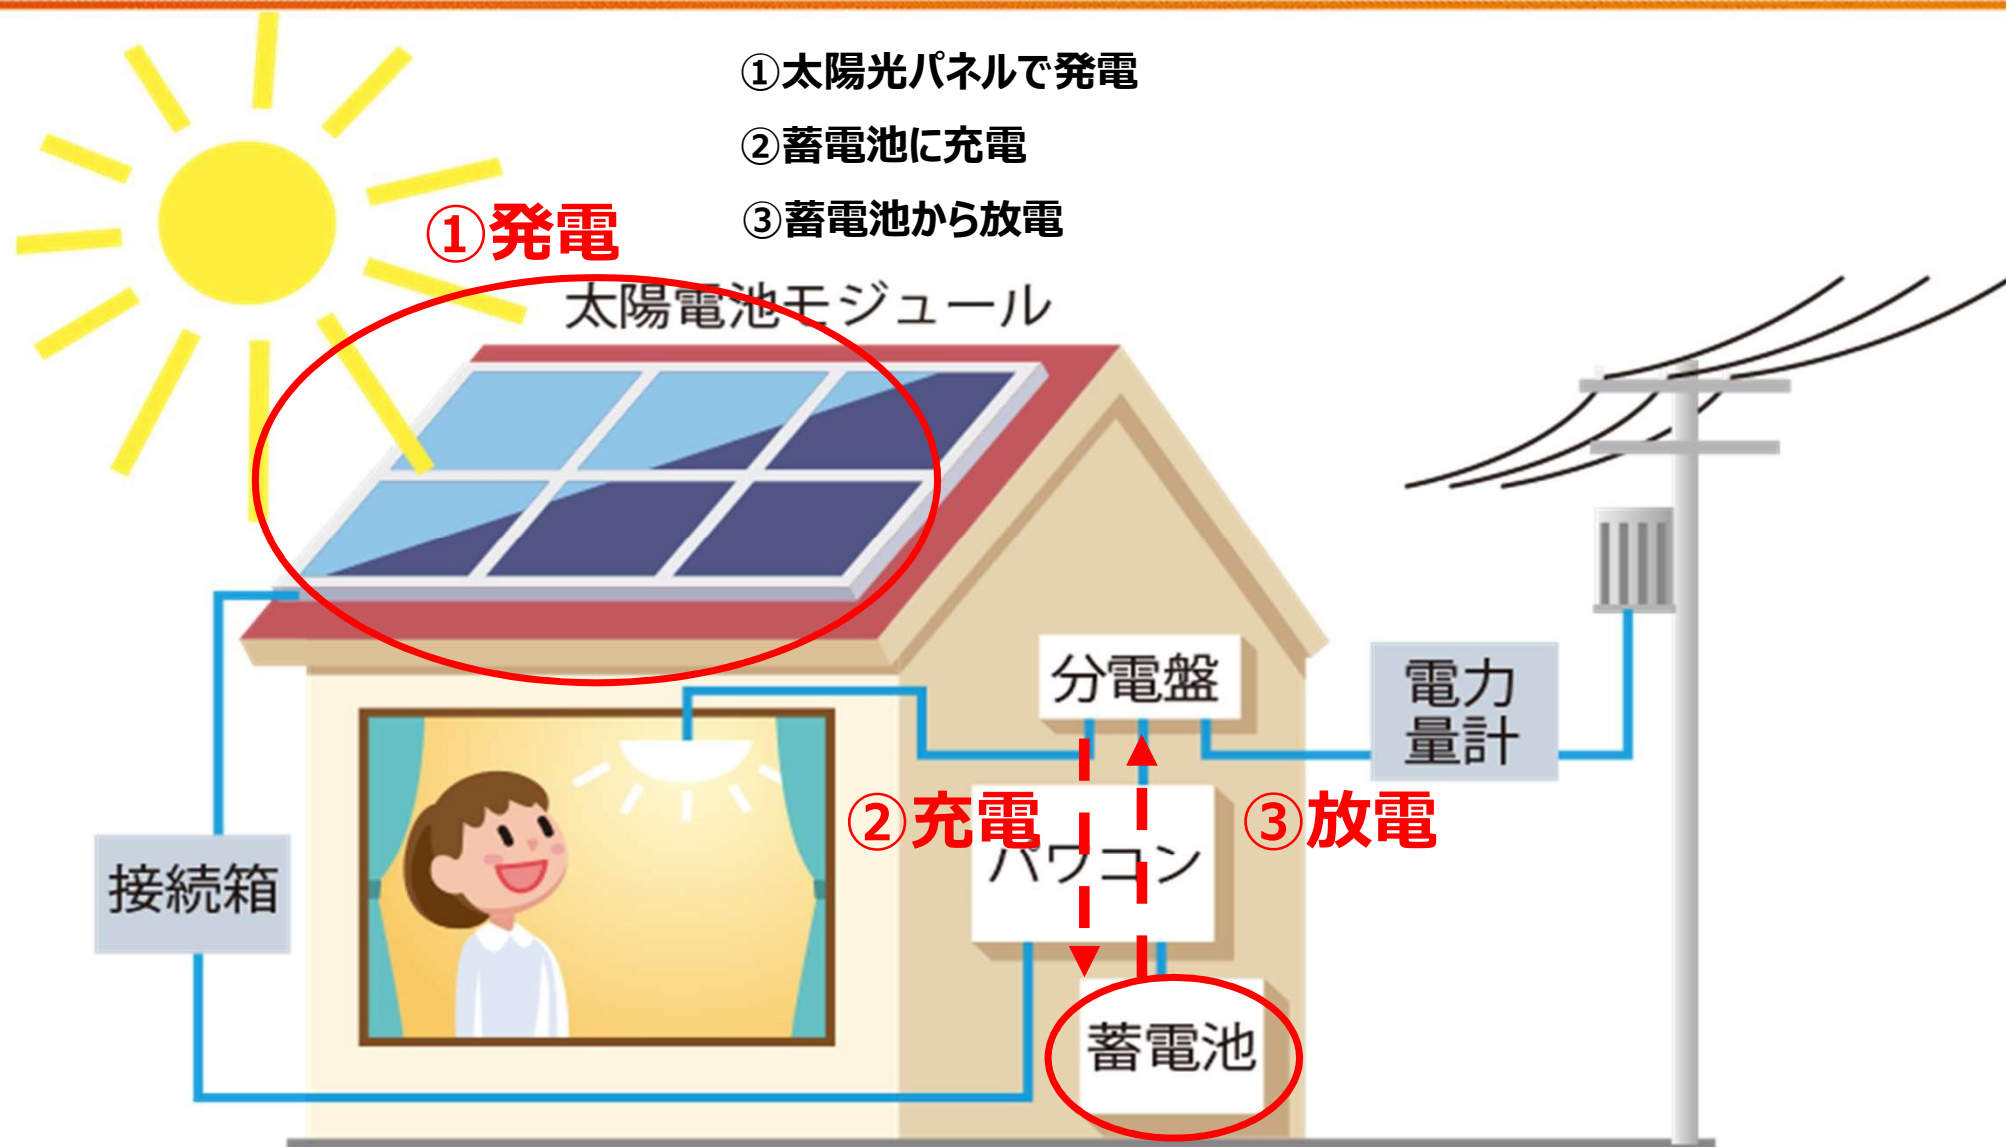 ①太陽光パネルで発電
②蓄電池に充電
③蓄電池から放電
①発電
太陽電池モジュール
分電盤
電力
量計
②充電
③放電
パワコン
接続箱
蓄電池